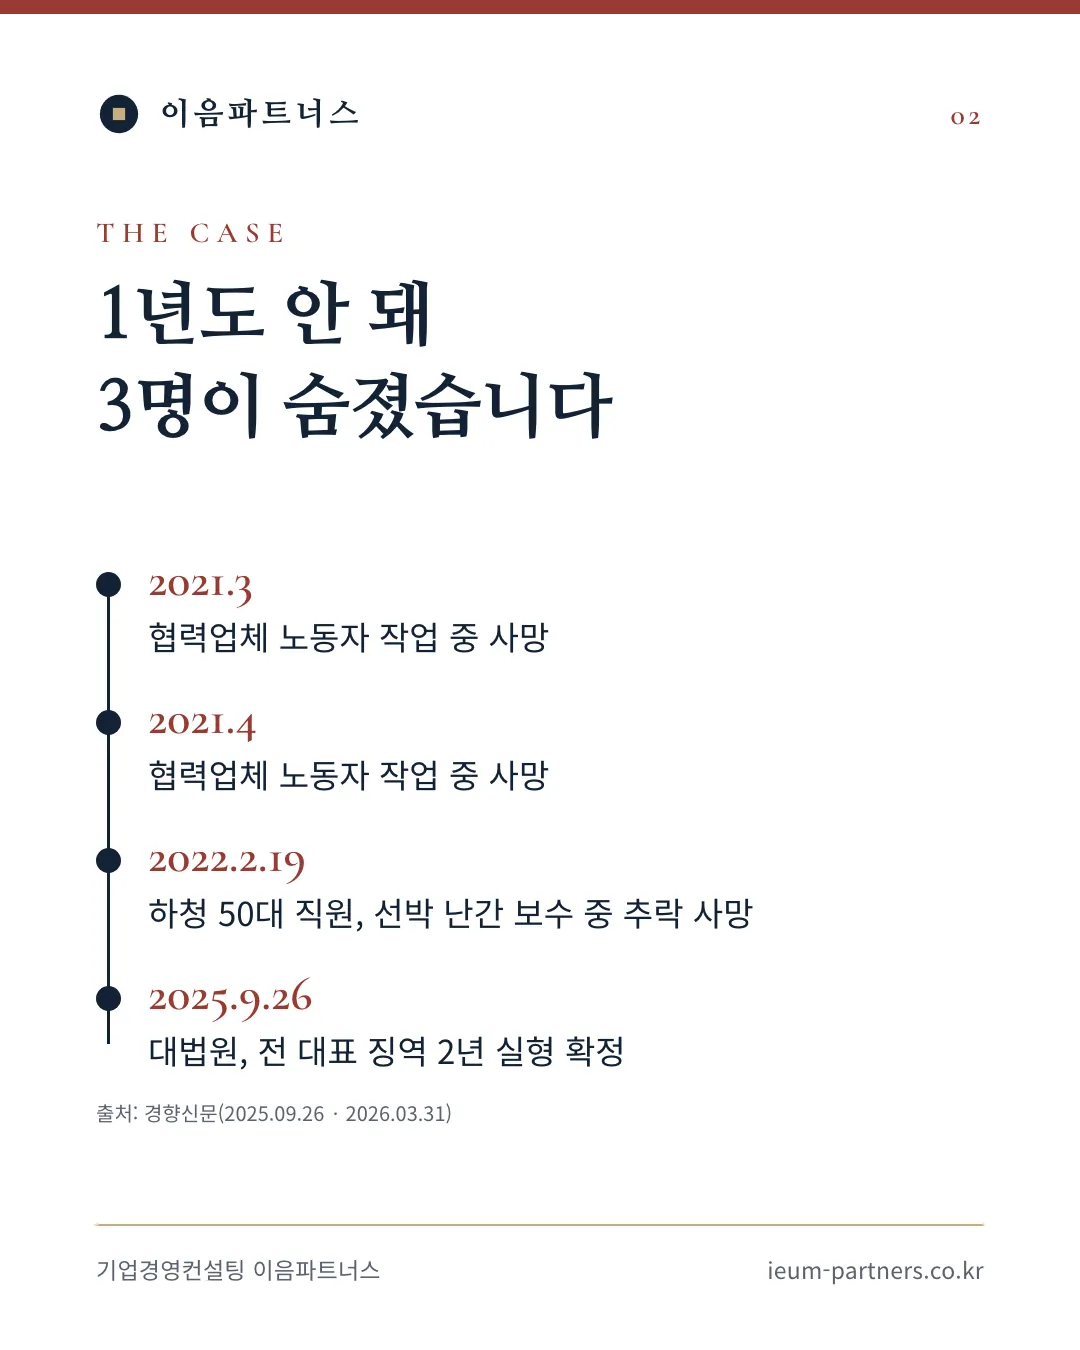 이음파트너스
02
THE CASE
1년도 안 돼
3명이 숨졌습니다
2021.3
협력업체 노동자 작업 중 사망
2021.4
협력업체 노동자 작업 중 사망
2022.2.19
하청 50대 직원, 선박 난간 보수 중 추락 사망
2025.9.26
대법원, 전 대표 징역 2년 실형 확정
출처: 경향신문(2025.09.26 · 2026.03.31)
기업경영컨설팅 이음파트너스
ieum-partners.co.kr